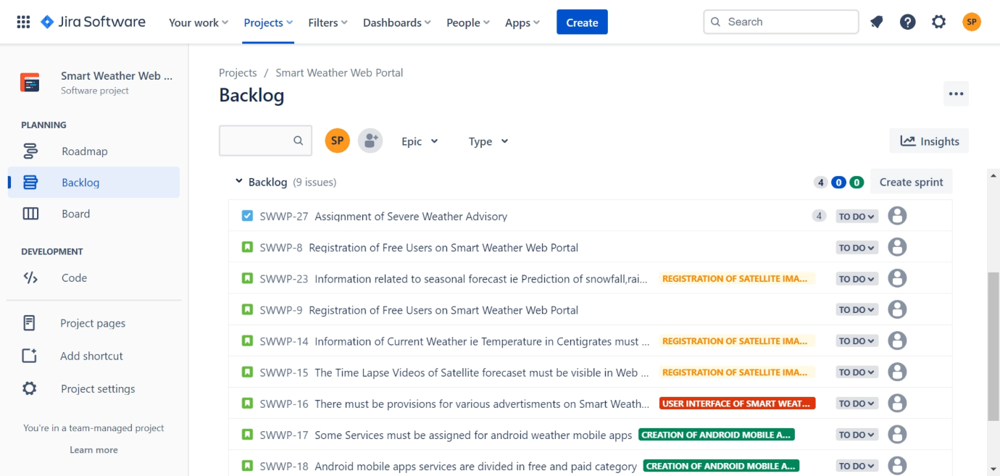 Jira Software Your work Projects Filters Dashboards People Apps Create Search SP
Smart Weather Web ...
Software project
PLANNING
Roadmap
Backlog
Board
DEVELOPMENT
Code
Project pages
Add shortcut
Project settings
You're in a team-managed project
Learn more
Projects / Smart Weather Web Portal
Backlog
SP Epic Type Insights
Backlog (9 issues) 4 0 0 Create sprint
SWWP-27 Assignment of Severe Weather Advisory 4 TO DO
SWWP-8 Registration of Free Users on Smart Weather Web Portal TO DO
SWWP-23 Information related to seasonal forecast ie Prediction of snowfall,rai... REGISTRATION OF SATELLITE IMA... TO DO
SWWP-9 Registration of Free Users on Smart Weather Web Portal TO DO
SWWP-14 Information of Current Weather ie Temperature in Centigrates must ... REGISTRATION OF SATELLITE IMA... TO DO
SWWP-15 The Time Lapse Videos of Satellite forecaset must be visible in Web ... REGISTRATION OF SATELLITE IMA... TO DO
SWWP-16 There must be provisions for various advertisments on Smart Weath... USER INTERFACE OF SMART WEAT... TO DO
SWWP-17 Some Services must be assigned for android weather mobile apps CREATION OF ANDROID MOBILE A... TO DO
SWWP-18 Android mobile apps services are divided in free and paid category CREATION OF ANDROID MOBILE A... TO DO